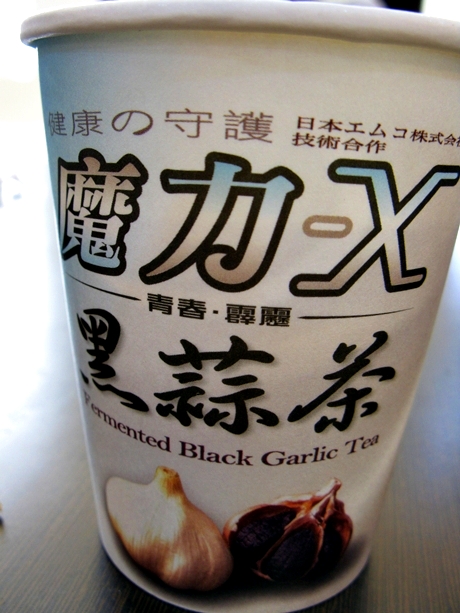 健康の守護
日本エムコ株式会
技術合作
魔力-X
青春·霹靂
黑蒜茶
Fermented Black Garlic Tea